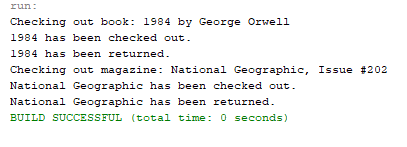 run:
Checking out book: 1984 by George Orwell
1984 has been checked out.
1984 has been returned.
Checking out magazine: National Geographic, Issue #202
National Geographic has been checked out.
National Geographic has been returned.
BUILD SUCCESSFUL (total time: 0 seconds)